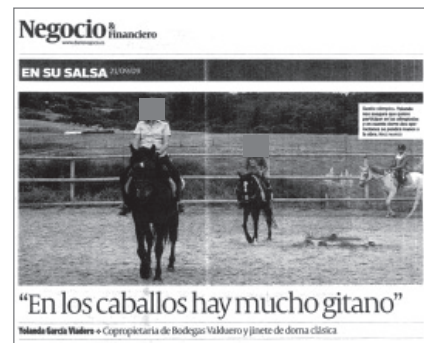 Negocio &
Financiero
EN SU SALSA
“En los caballos hay mucho gitano”
Yolanda García Viadero + Copropietaria de Bodegas Valduero y jinete de doma clásica